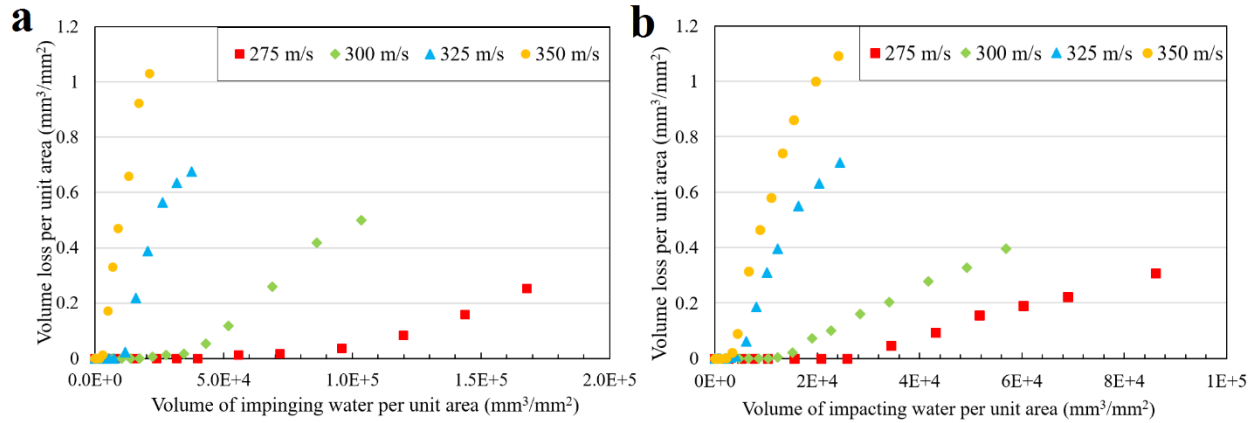 a
Volume loss per unit area (mm³/mm²)
1.2
1
0.8
0.6
0.4
0.2
0
275 m/s 300 m/s 325 m/s 350 m/s
0.0E+0 5.0E+4 1.0E+5 1.5E+5 2.0E+5
Volume of impinging water per unit area (mm³/mm²)
b
Volume loss per unit area (mm³/mm²)
1.2
1
0.8
0.6
0.4
0.2
0
275 m/s 300 m/s 325 m/s 350 m/s
0E+0 2E+4 4E+4 6E+4 8E+4 1E+5
Volume of impacting water per unit area (mm³/mm²)